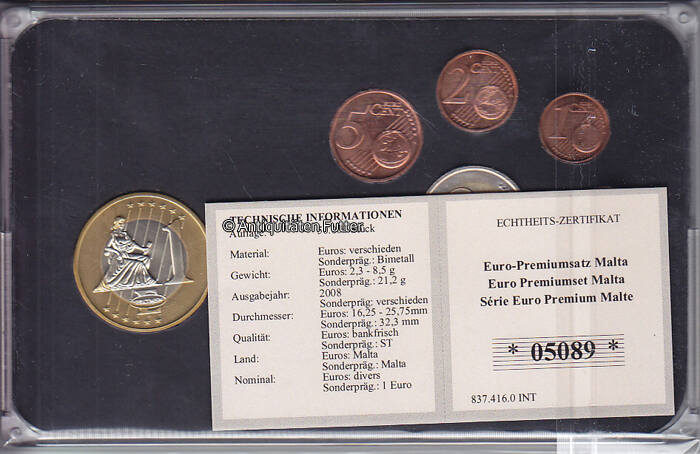 5 CENT
2 CENT
1
© Antiquitäten Futter
TECHNISCHE INFORMATIONEN
Auflage:
Material: Euros: verschieden
Sonderpräg.: Bimetall
Gewicht: Euros: 2,3 - 8,5 g
Sonderpräg.: 21,2 g
Ausgabejahr: 2008
Sonderpräg: verschieden
Durchmesser: Euros: 16,25 - 25,75mm
Sonderpräg.: 32,3 mm
Qualität: Euros: bankfrisch
Sonderpräg.: ST
Land: Euros: Malta
Sonderpräg.: Malta
Nominal: Euros: divers
Sonderpräg.: 1 Euro
ECHTHEITS-ZERTIFIKAT
Euro-Premiumsatz Malta
Euro Premiumset Malta
Série Euro Premium Malte
* 05089 *
837.416.0 INT